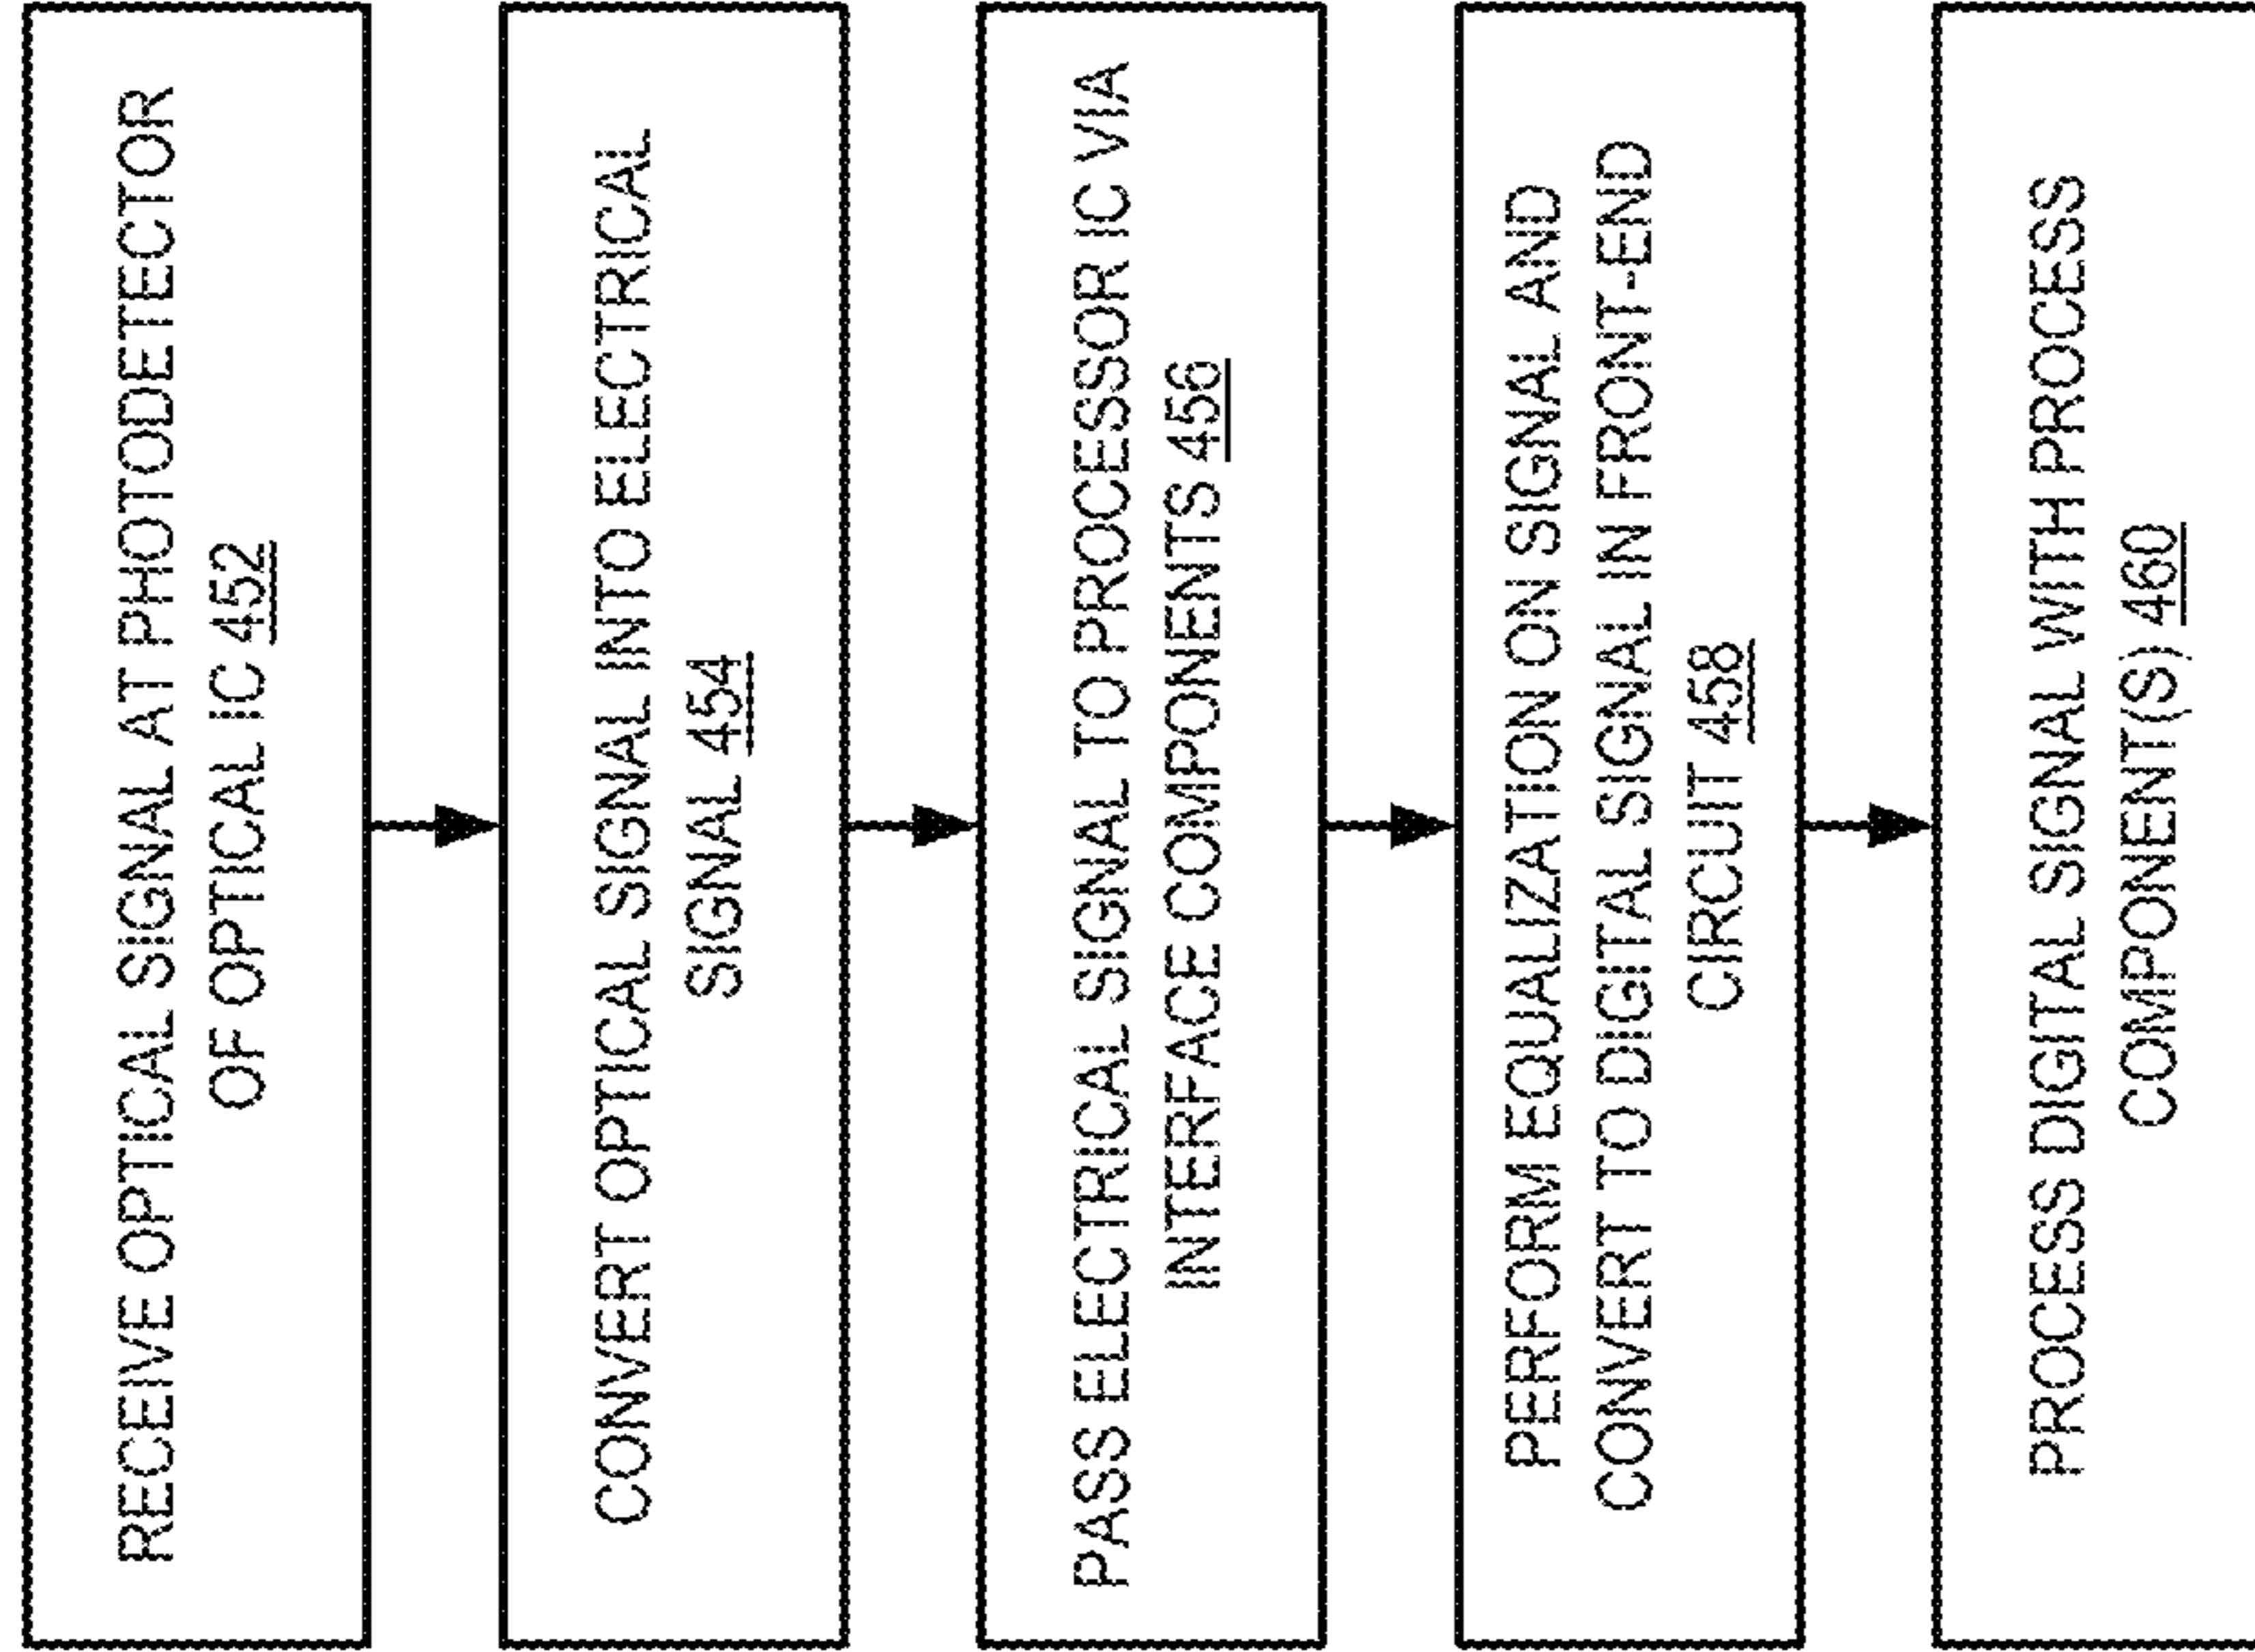 RECEIVE OPTICAL SIGNAL AT PHOTODETECTOR
OF OPTICAL IC 452
CONVERT OPTICAL SIGNAL INTO ELECTRICAL
SIGNAL 454
PASS ELECTRICAL SIGNAL TO PROCESSOR IC VIA
INTERFACE COMPONENTS 456
PERFORM EQUALIZATION ON SIGNAL AND
CONVERT TO DIGITAL SIGNAL IN FRONT-END
CIRCUIT 458
PROCESS DIGITAL SIGNAL WITH PROCESS
COMPONENT(S) 460